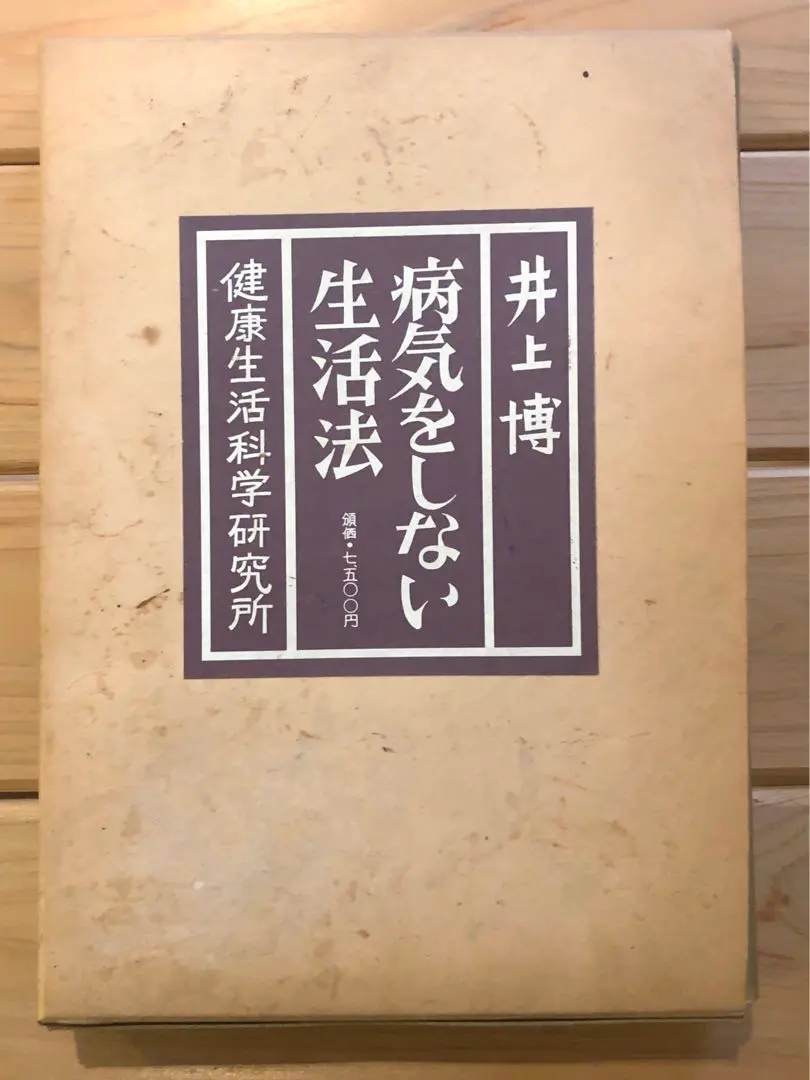 井上博
病気をしない
生活法
頒価・七、五〇〇円
健康生活科学研究所